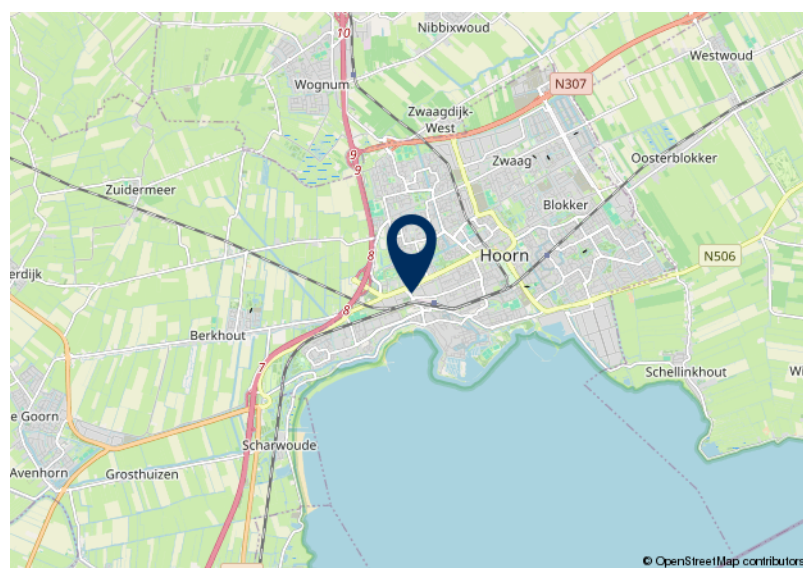 10
Nibbixwoud
Westwoud
Wognum
N307
Zwaagdijk-
West
9
9
Zwaag
Oosterblokker
Zuidermeer
Blokker
8
Hoorn
N506
erdijk
8
Berkhout
7
Schellinkhout
Wi
e Goorn
Scharwoude
Avenhorn
Grosthuizen
© OpenStreetMap contributors